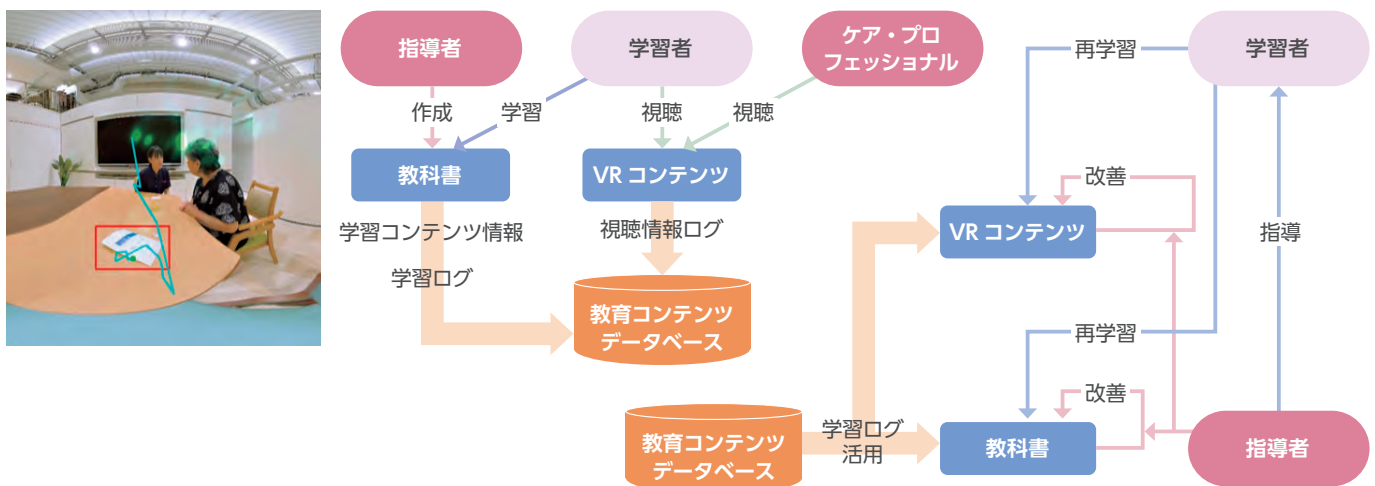 指導者
学習者
ケア・プロ
フェッショナル
作成
学習
視聴
視聴
教科書
VR コンテンツ
学習コンテンツ情報
視聴情報ログ
学習ログ
教育コンテンツ
データベース
学習者
再学習
改善
VR コンテンツ
指導
再学習
改善
教育コンテンツ
データベース
学習ログ
活用
教科書
指導者